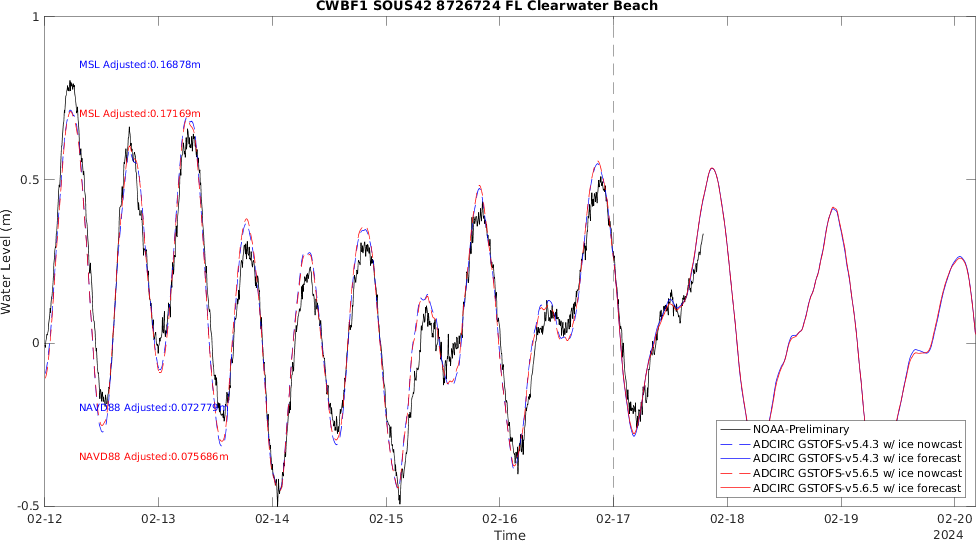 CWBF1 SOUS42 8726724 FL Clearwater Beach
1
0.5
0
-0.5
Water Level (m)
MSL Adjusted:0.16878m
MSL Adjusted:0.17169m
NAVD88 Adjusted:0.072779m
NAVD88 Adjusted:0.075686m
NOAA-Preliminary
ADCIRC GSTOFS-v5.4.3 w/ ice nowcast
ADCIRC GSTOFS-v5.4.3 w/ ice forecast
ADCIRC GSTOFS-v5.6.5 w/ ice nowcast
ADCIRC GSTOFS-v5.6.5 w/ ice forecast
02-12 02-13 02-14 02-15 02-16 02-17 02-18 02-19 02-20
Time
2024